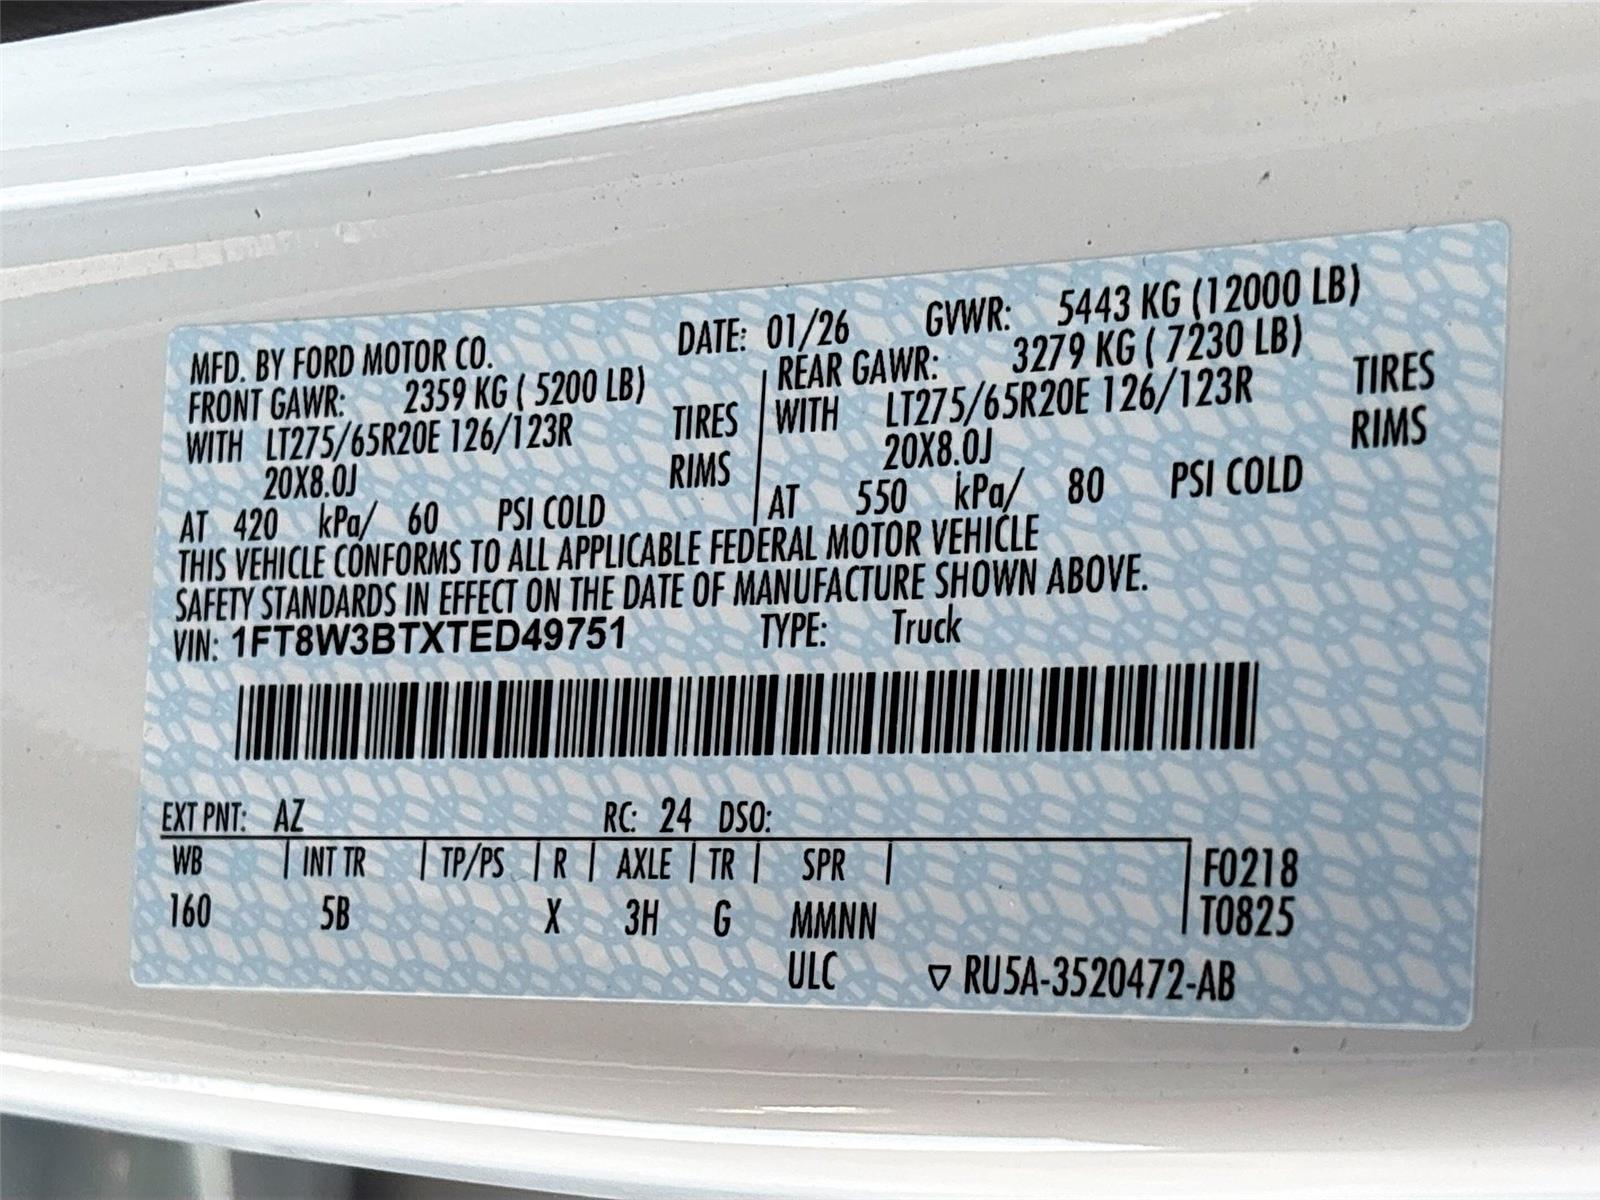 MFD. BY FORD MOTOR CO. DATE: 01/26 GVWR: 5443 KG (12000 LB)
FRONT GAWR: 2359 KG ( 5200 LB) REAR GAWR: 3279 KG ( 7230 LB)
WITH LT275/65R20E 126/123R TIRES WITH LT275/65R20E 126/123R TIRES
20X8.0J RIMS 20X8.0J RIMS
AT 420 kPa/ 60 PSI COLD AT 550 kPa/ 80 PSI COLD
THIS VEHICLE CONFORMS TO ALL APPLICABLE FEDERAL MOTOR VEHICLE
SAFETY STANDARDS IN EFFECT ON THE DATE OF MANUFACTURE SHOWN ABOVE.
VIN: 1FT8W3BTXTED49751 TYPE: Truck
EXT PNT: AZ RC: 24 DSO:
WB | INT TR | TP/PS | R | AXLE | TR | SPR | F0218
160 5B X 3H G MMNN T0825
ULC ▽ RU5A-3520472-AB